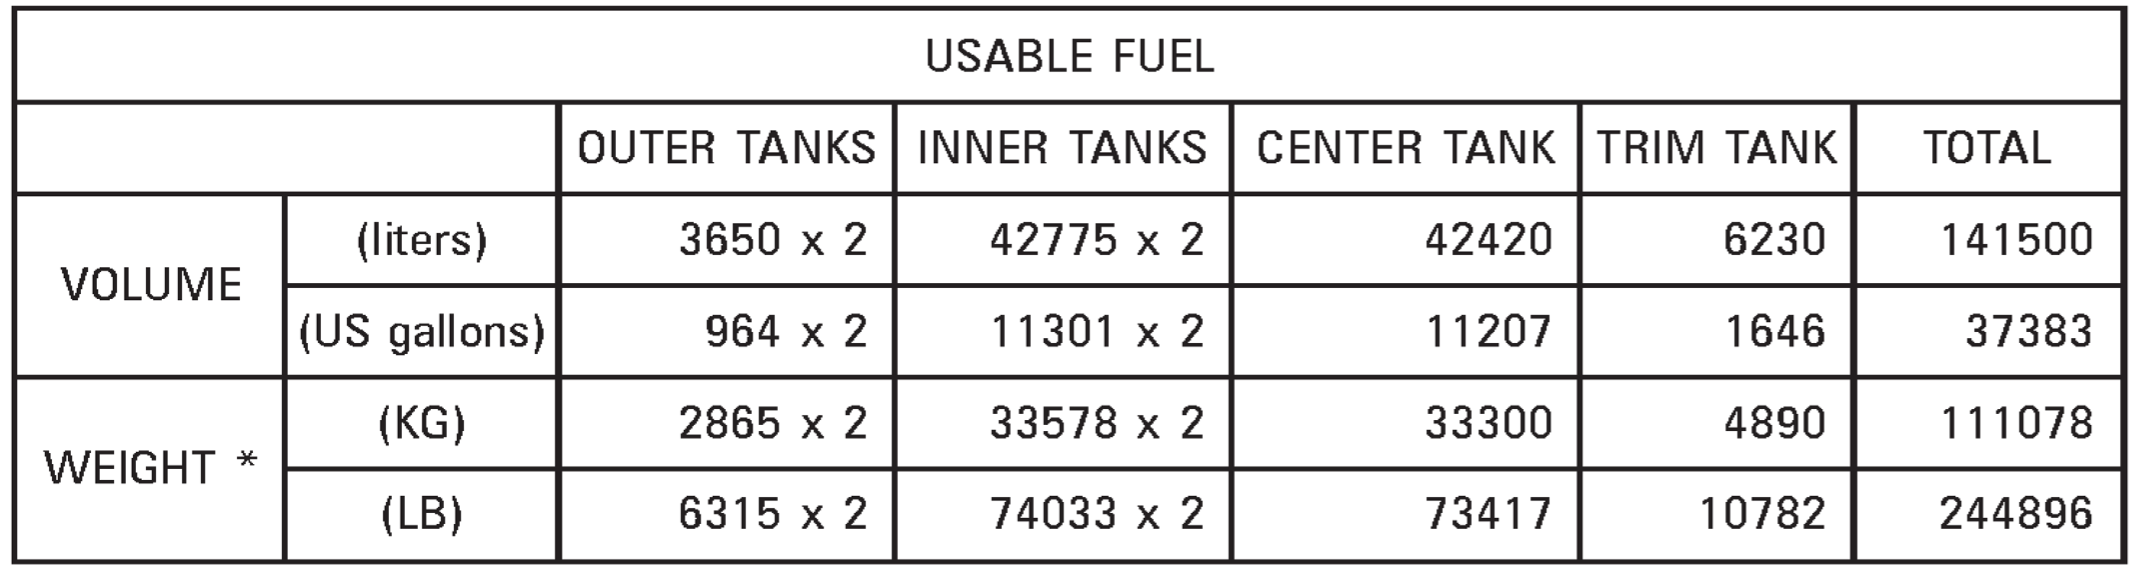 USABLE FUEL
OUTER TANKS INNER TANKS CENTER TANK TRIM TANK TOTAL
VOLUME
(liters) 3650 x 2 42775 x 2 42420 6230 141500
(US gallons) 964 x 2 11301 x 2 11207 1646 37383
WEIGHT *
(KG) 2865 x 2 33578 x 2 33300 4890 111078
(LB) 6315 x 2 74033 x 2 73417 10782 244896